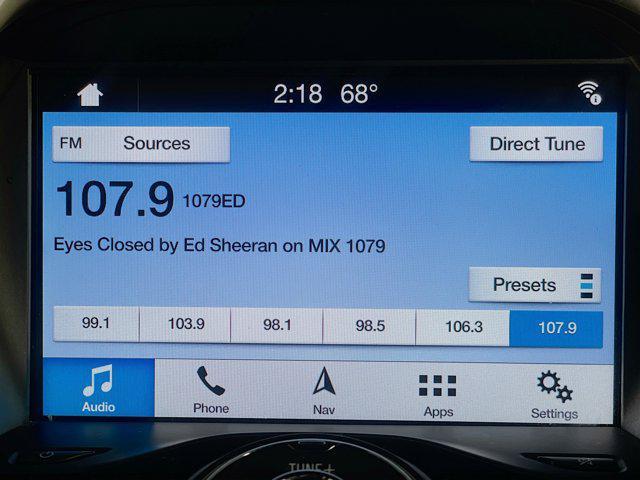 2:18 68°
FM Sources Direct Tune
107.9 1079ED
Eyes Closed by Ed Sheeran on MIX 1079
Presets
99.1 103.9 98.1 98.5 106.3 107.9
Audio Phone Nav Apps Settings
TUNE+